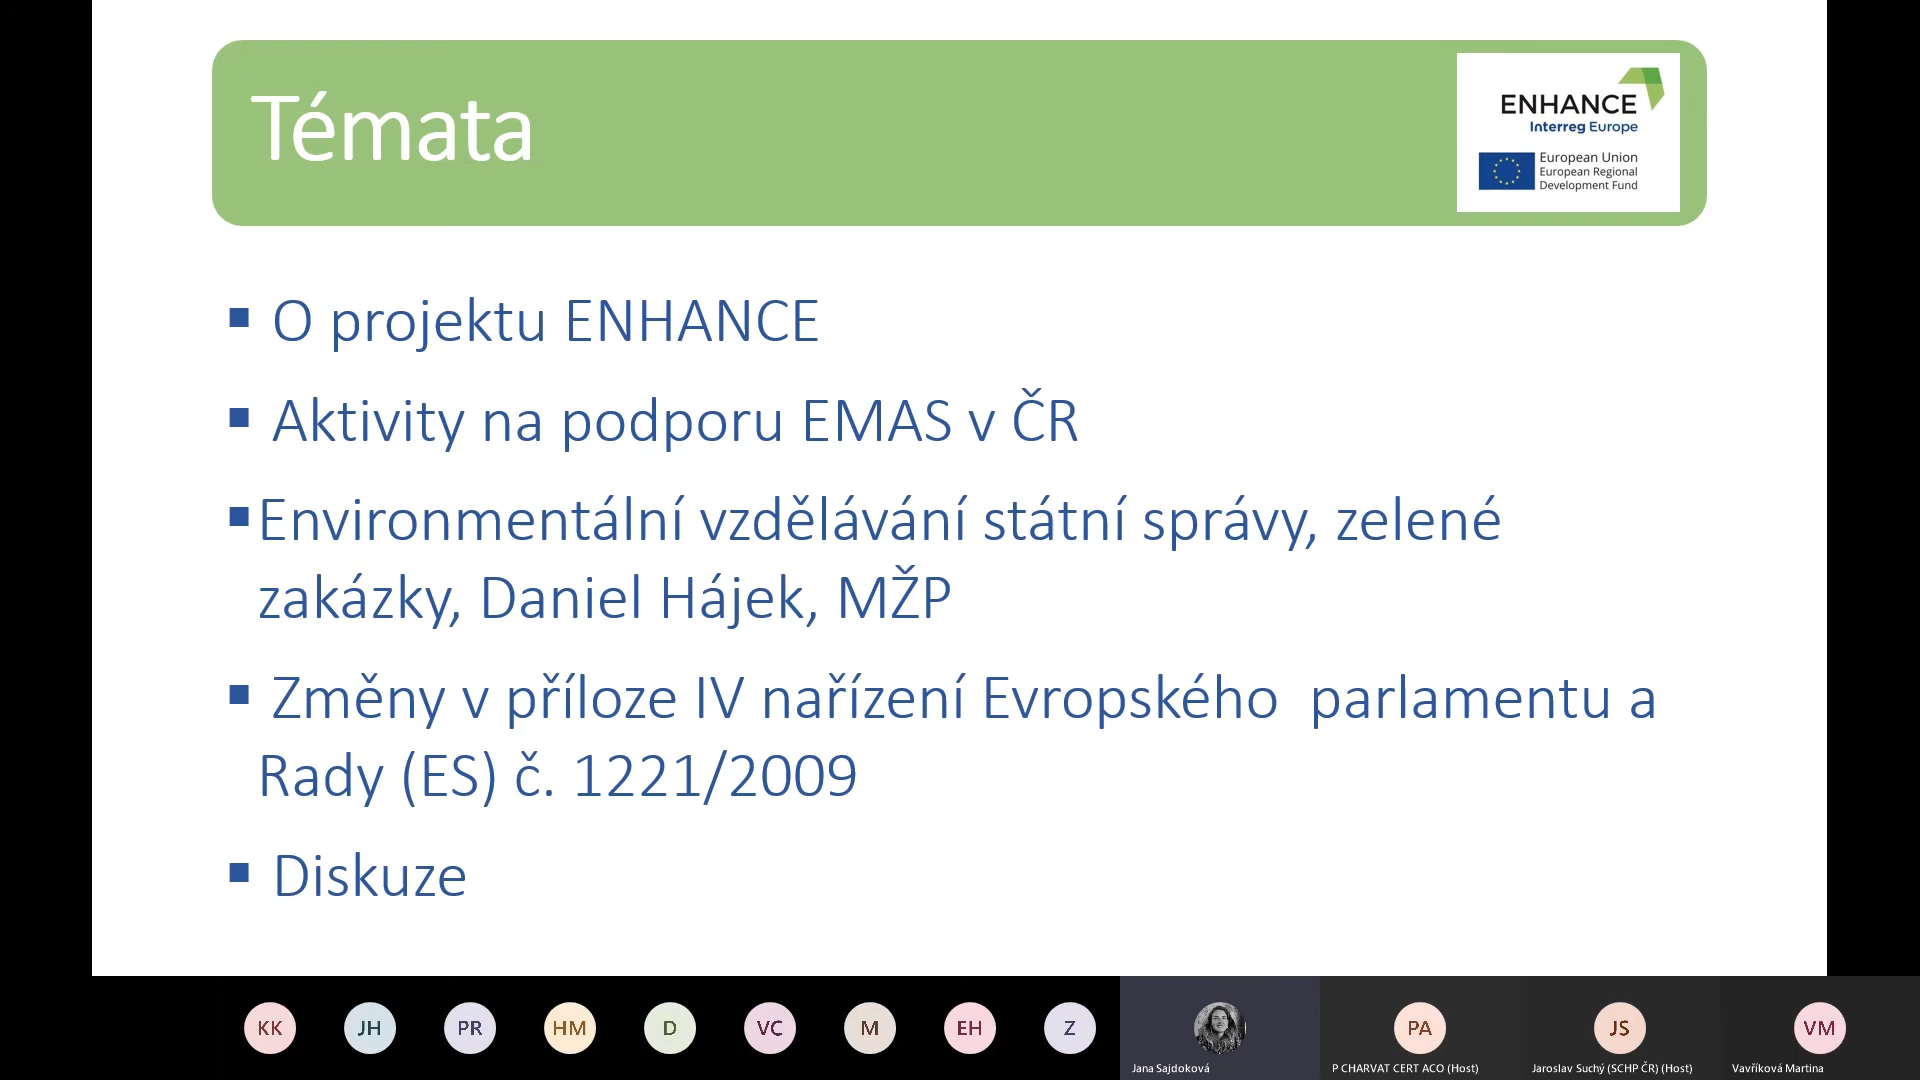 Témata
ENHANCE
Interreg Europe
European Union
European Regional
Development Fund
▪ O projektu ENHANCE
▪ Aktivity na podporu EMAS v ČR
▪Environmentální vzdělávání státní správy, zelené
zakázky, Daniel Hájek, MŽP
▪ Změny v příloze IV nařízení Evropského  parlamentu a
Rady (ES) č. 1221/2009
▪ Diskuze
KK JH PR HM D VC M EH Z PA JS VM
Jana Sajdoková
P CHARVAT CERT ACO (Host)
Jaroslav Suchý (SCHP ČR) (Host)
Vavříková Martina